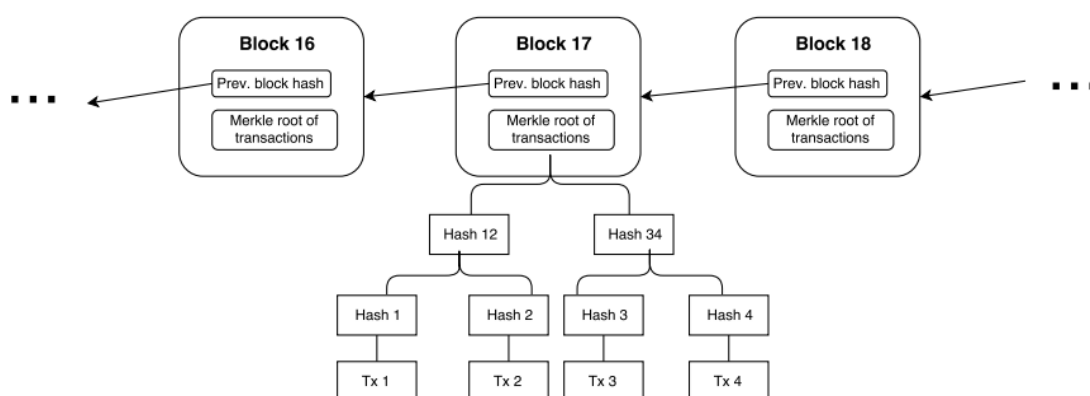 Block 16
Block 17
Block 18
Prev. block hash
Prev. block hash
Prev. block hash
Merkle root of
transactions
Merkle root of
transactions
Merkle root of
transactions
Hash 12
Hash 34
Hash 1
Hash 2
Hash 3
Hash 4
Tx 1
Tx 2
Tx 3
Tx 4